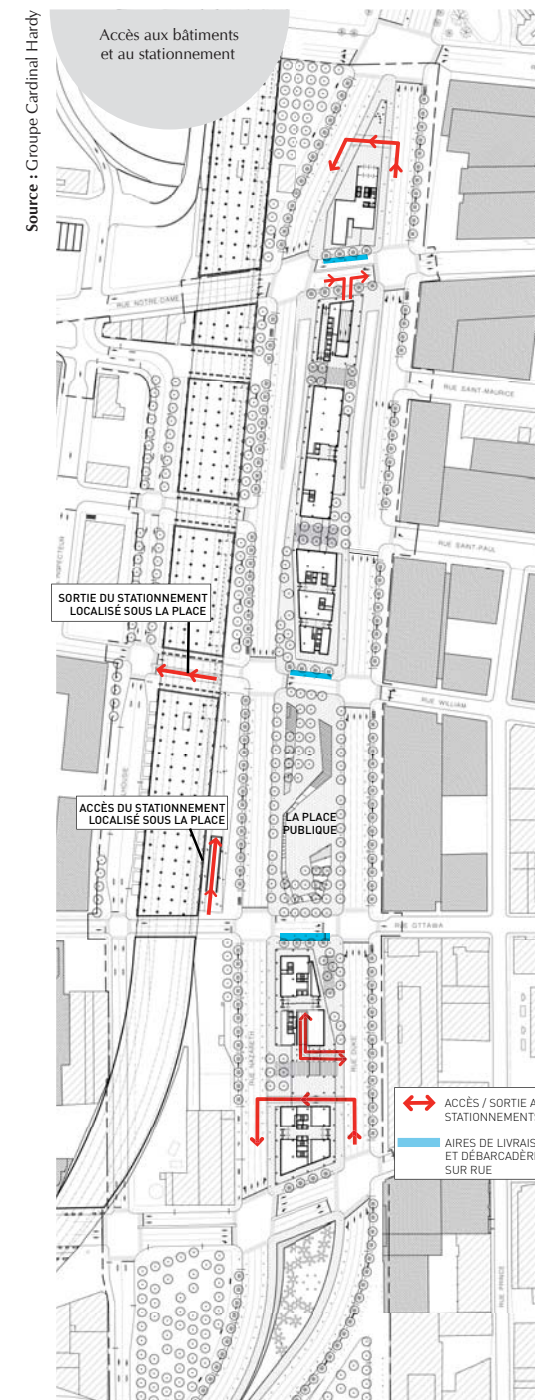 Source : Groupe Cardinal Hardy
Accès aux bâtiments
et au stationnement
RUE NOTRE-DAME
RUE SAINT-MAURICE
RUE SAINT-PAUL
SORTIE DU STATIONNEMENT
LOCALISÉ SOUS LA PLACE
RUE WILLIAM
ACCÈS DU STATIONNEMENT
LOCALISÉ SOUS LA PLACE
LA PLACE
PUBLIQUE
RUE OTTAWA
RUE NAZARETH
RUE DUKE
ACCÈS / SORTIE A
STATIONNEMENTS
AIRES DE LIVRAIS
ET DÉBARCADÈR
SUR RUE
RUE PRINCE